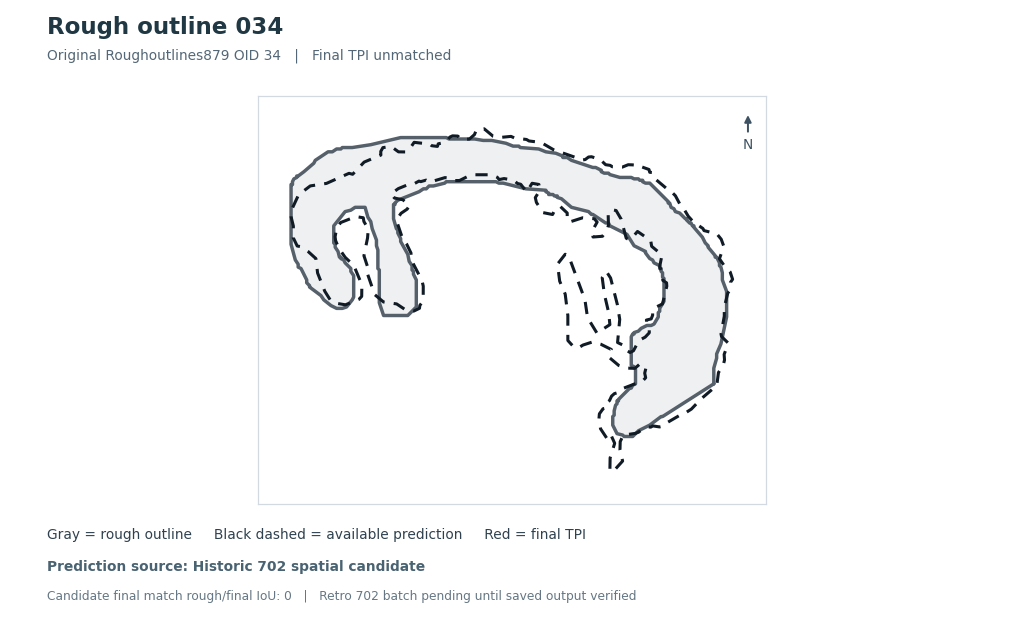 Rough outline 034
Original Roughoutlines879 OID 34   |   Final TPI unmatched
N
Gray = rough outline     Black dashed = available prediction     Red = final TPI
Prediction source: Historic 702 spatial candidate
Candidate final match rough/final IoU: 0   |   Retro 702 batch pending until saved output verified